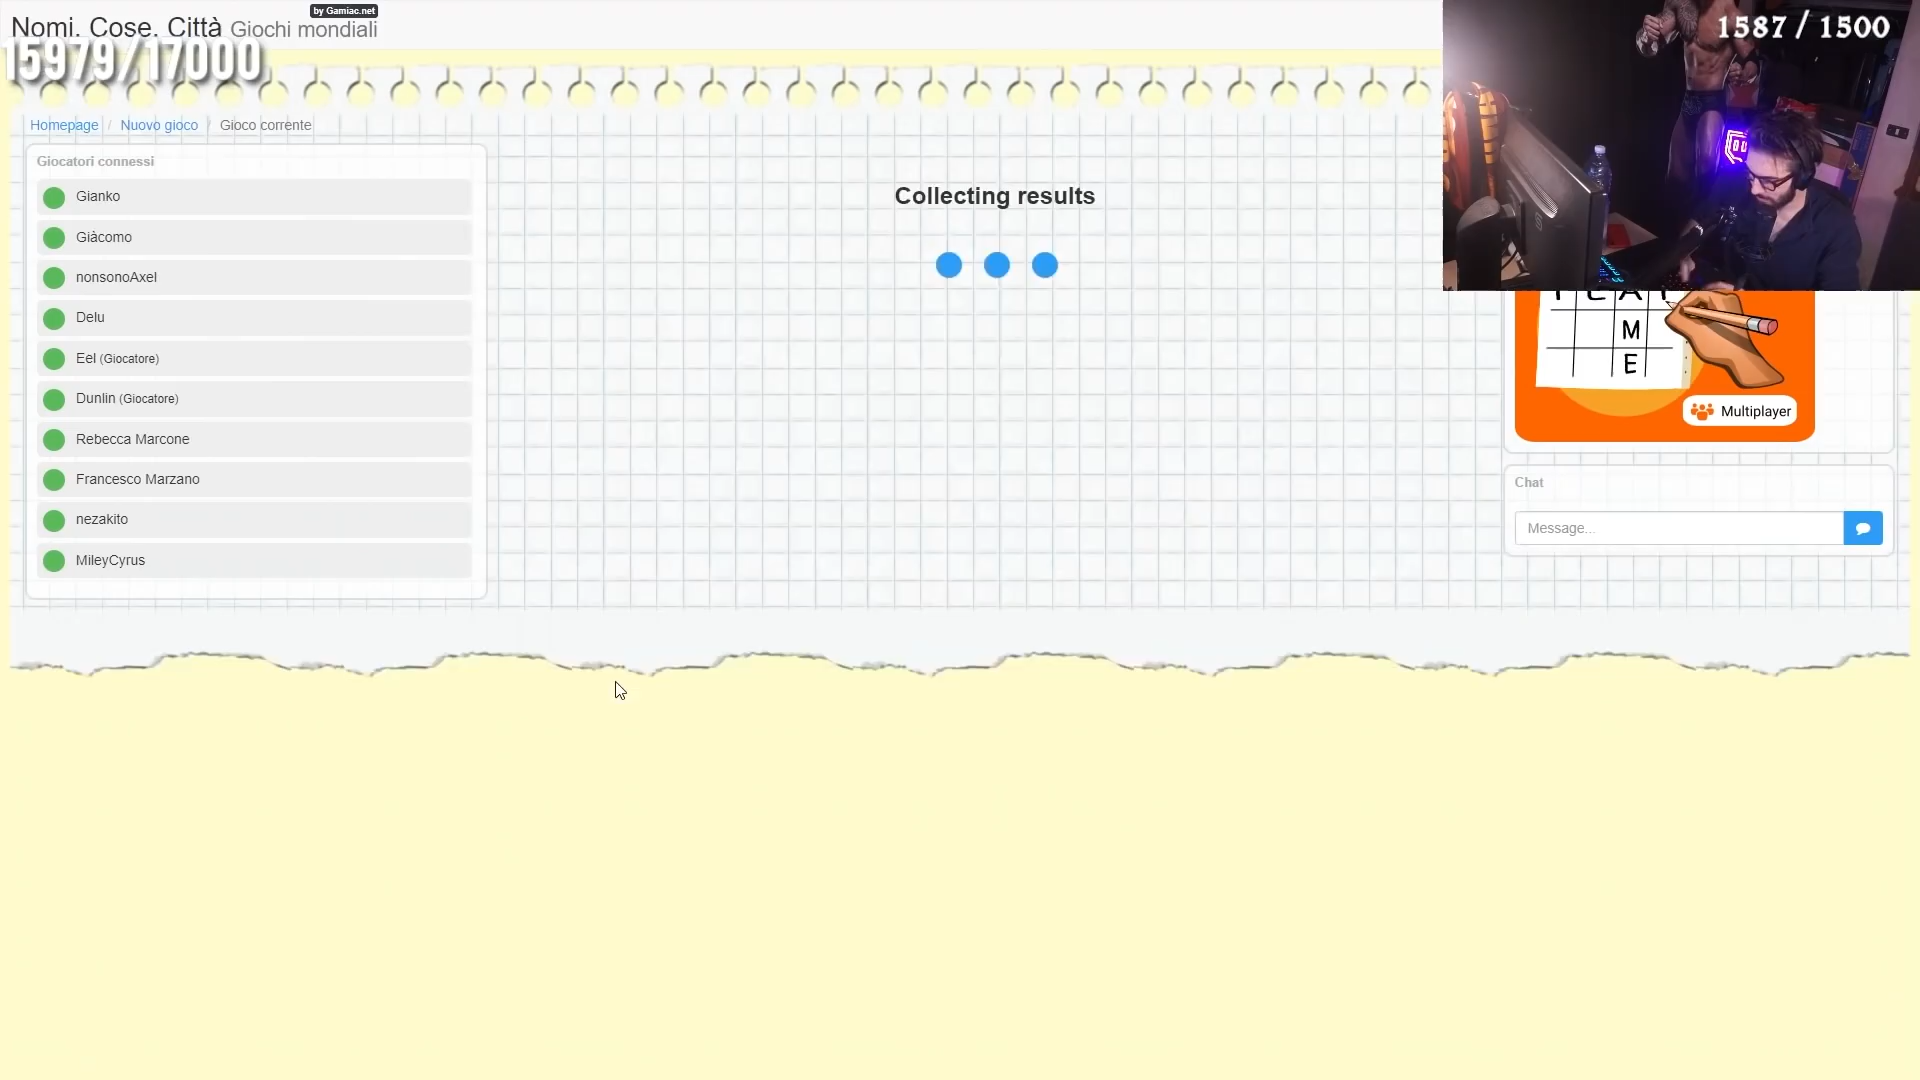 by Gamiac.net
Nomi. Cose. Città Giochi mondiali
15979/17000
1587 / 1500
Homepage / Nuovo gioco / Gioco corrente
Giocatori connessi
Gianko
Giàcomo
nonsonoAxel
Delu
Eel (Giocatore)
Dunlin (Giocatore)
Rebecca Marcone
Francesco Marzano
nezakito
MileyCyrus
Collecting results
M
E
Multiplayer
Chat
Message...